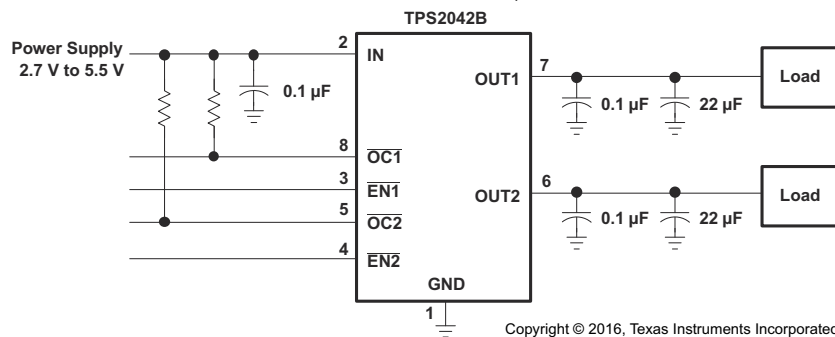 TPS2042B
Power Supply
2.7 V to 5.5 V
2
IN
0.1 µF
8
OC1
3
EN1
5
OC2
4
EN2
GND
1
OUT1
7
0.1 µF
22 µF
Load
OUT2
6
0.1 µF
22 µF
Load
Copyright © 2016, Texas Instruments Incorporated